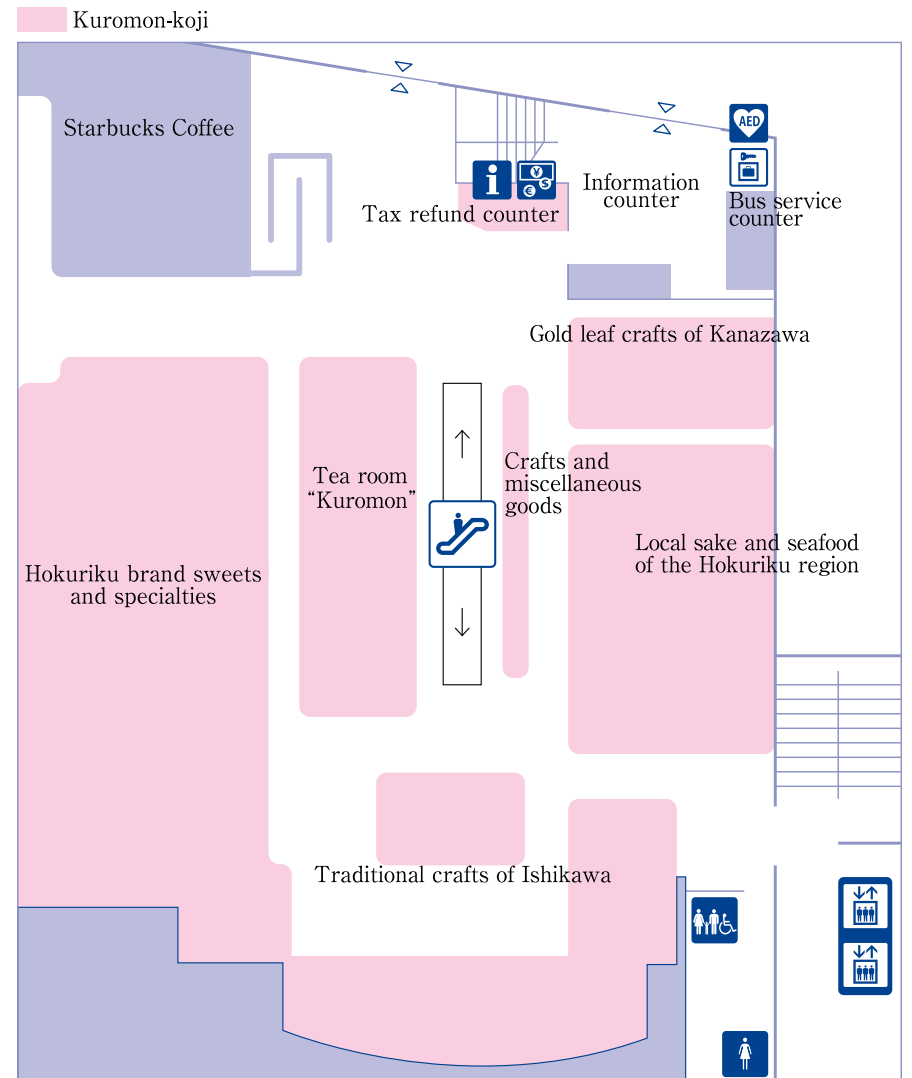 Kuromon-koji
Starbucks Coffee
AED
i
¥
$
€
Tax refund counter
Information
counter
Bus service
counter
Gold leaf crafts of Kanazawa
Tea room
“Kuromon”
Crafts and
miscellaneous
goods
Local sake and seafood
of the Hokuriku region
Hokuriku brand sweets
and specialties
Traditional crafts of Ishikawa